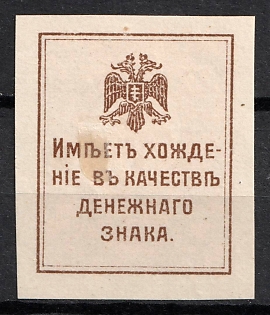 Имѣетъ хожде-
ніе въ качествѣ
денежнаго
знака.